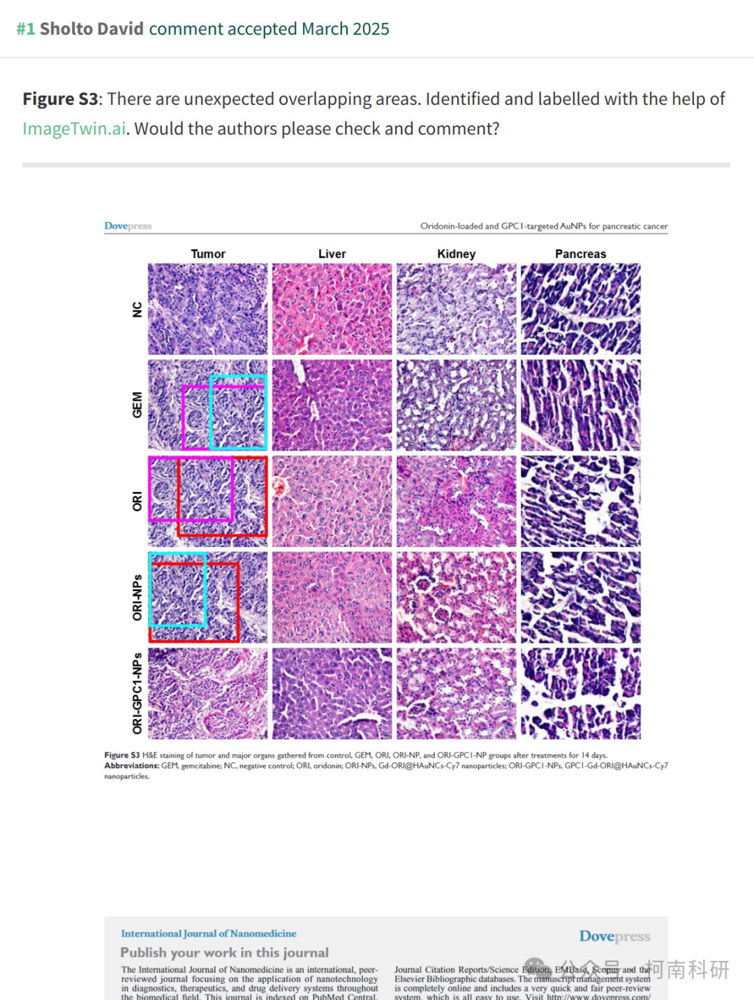 #1 Sholto David comment accepted March 2025
Figure S3: There are unexpected overlapping areas. Identified and labelled with the help of
ImageTwin.ai. Would the authors please check and comment?
Dovepress
Oridonin-loaded and GPC1-targeted AuNPs for pancreatic cancer
Tumor Liver Kidney Pancreas
NC
GEM
ORI
ORI-NPs
ORI-GPC1-NPs
Figure S3 H&E staining of tumor and major organs gathered from control, GEM, ORI, ORI-NP, and ORI-GPC1-NP groups after treatments for 14 days.
Abbreviations: GEM, gemcitabine; NC, negative control; ORI, oridonin; ORI-NPs, Gd-ORI@HAuNCs-Cy7 nanoparticles; ORI-GPC1-NPs, GPC1-Gd-ORI@HAuNCs-Cy7
nanoparticles.
International Journal of Nanomedicine
Dovepress
Publish your work in this journal
The International Journal of Nanomedicine is an international, peer-
reviewed journal focusing on the application of nanotechnology
in diagnostics, therapeutics, and drug delivery systems throughout
the biomedical field. This journal is indexed on PubMed Central,
Journal Citation Reports/Science Edition, EMBase, Scopus and the
Elsevier Bibliographic databases. The manuscript management system
is completely online and includes a very quick and fair peer-review
system, which is all easy to use. Visit http://www.dovepress.com/
公众号 柯南科研